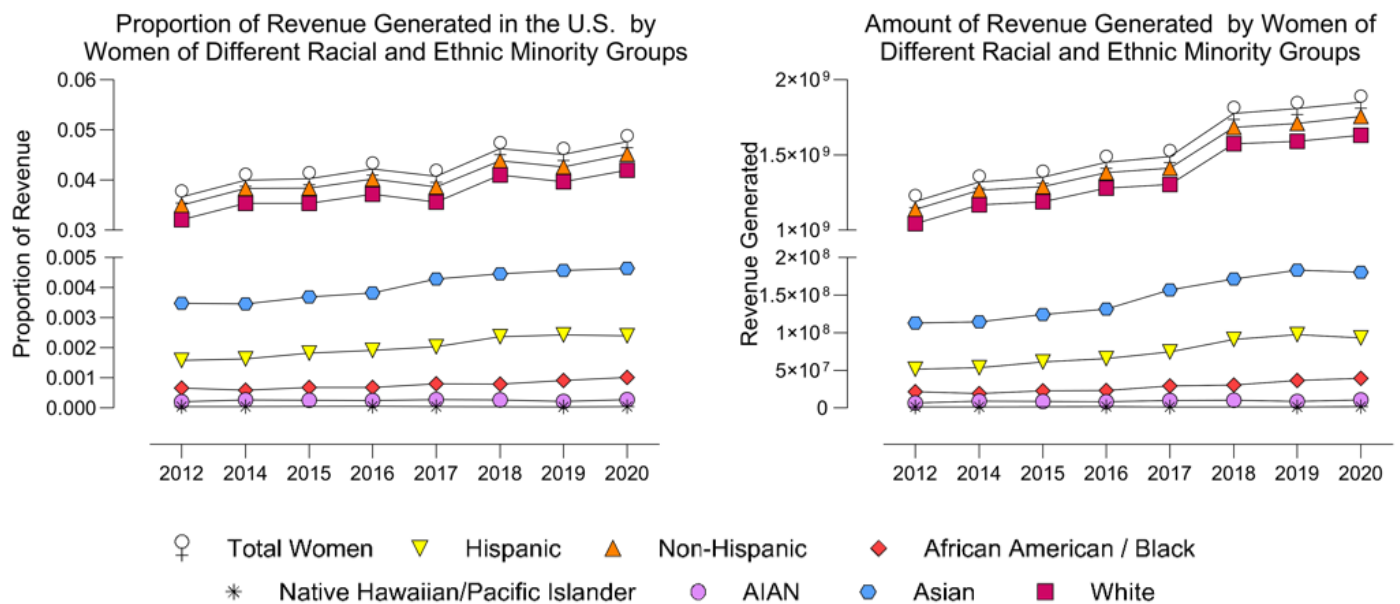 Proportion of Revenue Generated in the U.S. by
Women of Different Racial and Ethnic Minority Groups
0.06
0.05
0.04
0.03
0.005
0.004
0.003
0.002
0.001
0.000
Proportion of Revenue
Proportion of Revenue
2012 2014 2015 2016 2017 2018 2019 2020
Amount of Revenue Generated by Women of
Different Racial and Ethnic Minority Groups
2×10⁹
1.5×10⁹
1×10⁹
2×10⁸
1.5×10⁸
1×10⁸
5×10⁷
0
Revenue Generated
2012 2014 2015 2016 2017 2018 2019 2020
Total Women Hispanic Non-Hispanic African American / Black
Native Hawaiian/Pacific Islander AIAN Asian White